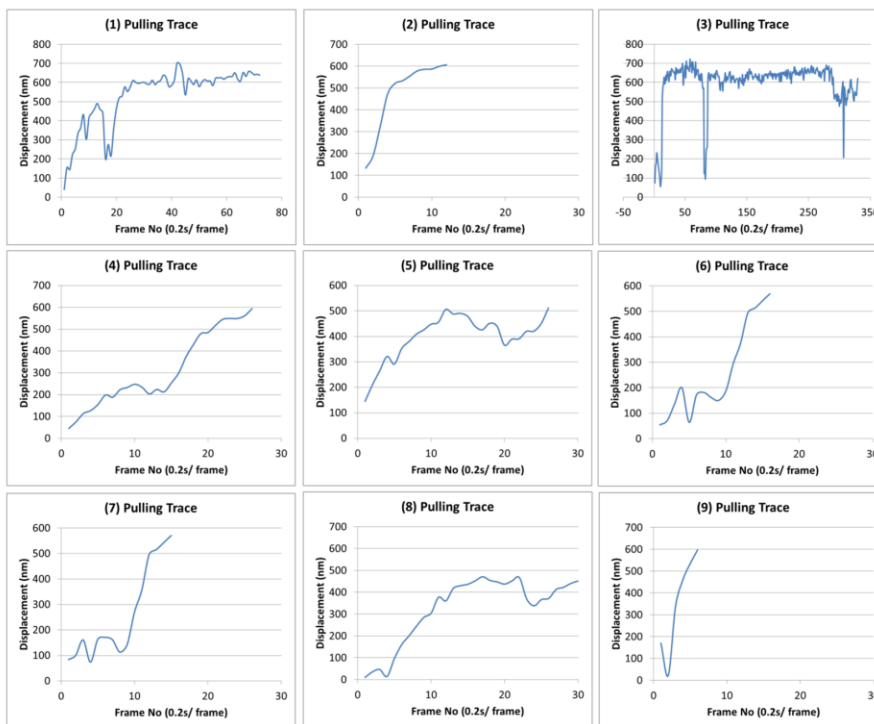 (1) Pulling Trace
Displacement (nm)
800
700
600
500
400
300
200
100
0
0 20 40 60 80
Frame No (0.2s/ frame)
(2) Pulling Trace
Displacement (nm)
700
600
500
400
300
200
100
0
0 10 20 30
Frame No (0.2s/ frame)
(3) Pulling Trace
Displacement (nm)
800
700
600
500
400
300
200
100
0
-50 50 150 250 350
Frame No (0.2s/ frame)
(4) Pulling Trace
Displacement (nm)
700
600
500
400
300
200
100
0
0 10 20 30
Frame No (0.2s/ frame)
(5) Pulling Trace
Displacement (nm)
600
500
400
300
200
100
0
0 10 20 30
Frame No (0.2s/ frame)
(6) Pulling Trace
Displacement (nm)
600
500
400
300
200
100
0
0 10 20 30
Frame No (0.2s/ frame)
(7) Pulling Trace
Displacement (nm)
600
500
400
300
200
100
0
0 10 20 30
Frame No (0.2s/ frame)
(8) Pulling Trace
Displacement (nm)
700
600
500
400
300
200
100
0
0 10 20 30
Frame No (0.2s/ frame)
(9) Pulling Trace
Displacement (nm)
700
600
500
400
300
200
100
0
0 10 20 30
Frame No (0.2s/ frame)